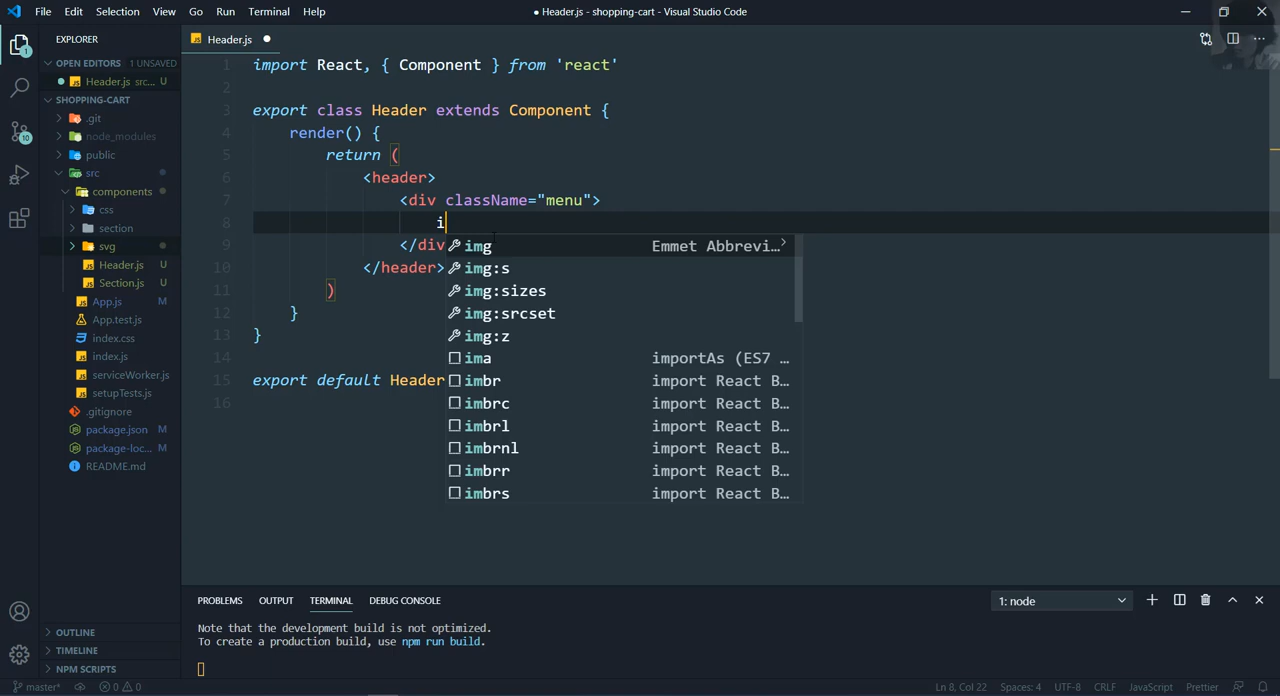 File Edit Selection View Go Run Terminal Help
● Header.js - shopping-cart - Visual Studio Code
EXPLORER
OPEN EDITORS 1 UNSAVED
Header.js src... U
SHOPPING-CART
.git
node_modules
public
src
components
css
section
svg
Header.js U
Section.js U
App.js M
App.test.js
index.css
index.js
serviceWorker.js
setupTests.js
.gitignore
package.json M
package-loc... M
README.md
OUTLINE
TIMELINE
NPM SCRIPTS
1
10
Header.js ●
1 import React, { Component } from 'react'
2
3 export class Header extends Component {
4 render() {
5 return (
6 <header>
7 <div className="menu">
8 i
9 </div
10 </header>
11 )
12 }
13 }
14
15 export default Header
16
img Emmet Abbrevi...
img:s
img:sizes
img:srcset
img:z
ima importAs (ES7 ...
imbr import React B...
imbrc import React B...
imbrl import React B...
imbrnl import React B...
imbrr import React B...
imbrs import React B...
PROBLEMS OUTPUT TERMINAL DEBUG CONSOLE
1: node
Note that the development build is not optimized.
To create a production build, use npm run build.
master* 0 0
Ln 8, Col 22 Spaces: 4 UTF-8 CRLF JavaScript Prettier